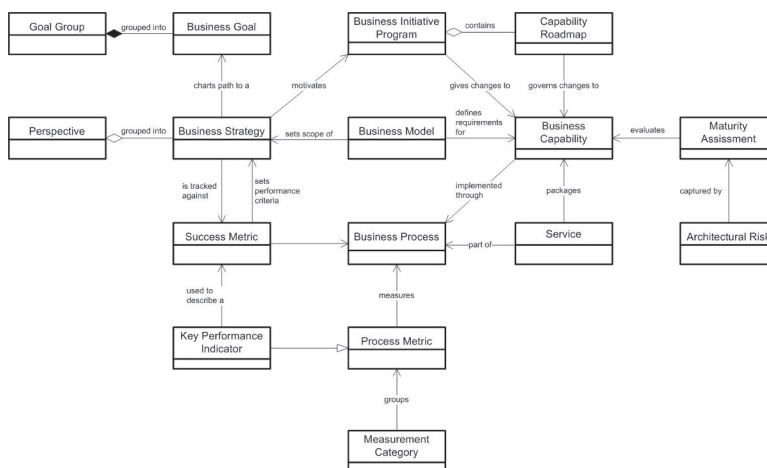 Goal Group
grouped into
Business Goal
Business Initiative
Program
contains
Capability
Roadmap
charts path to a
motivates
gives changes to
governs changes to
Perspective
grouped into
Business Strategy
sets scope of
Business Model
defines
requirements
for
Business
Capability
evaluates
Maturity
Assissment
is tracked
against
sets
performance
criteria
implemented
through
packages
captured by
Success Metric
Business Process
part of
Service
Architectural Risk
used to
describe a
measures
Key Performance
Indicator
Process Metric
groups
Measurement
Category